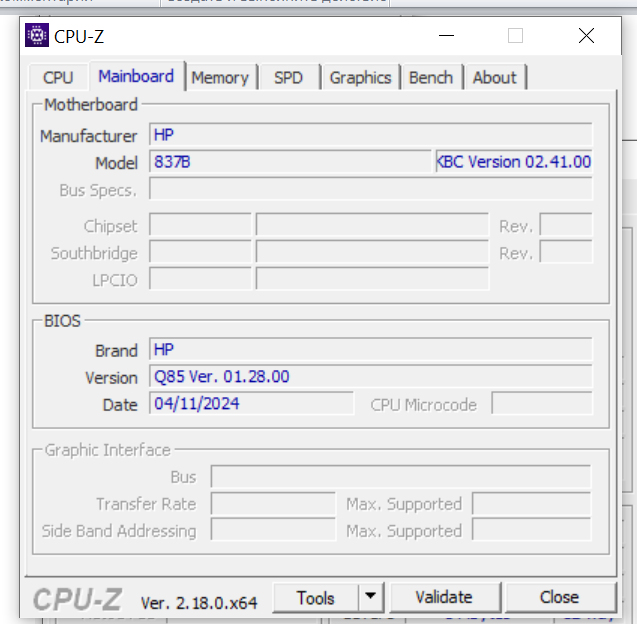 CPU-Z
CPU Mainboard Memory SPD Graphics Bench About
Motherboard
Manufacturer HP
Model 837B KBC Version 02.41.00
Bus Specs.
Chipset Rev.
Southbridge Rev.
LPCIO
BIOS
Brand HP
Version Q85 Ver. 01.28.00
Date 04/11/2024 CPU Microcode
Graphic Interface
Bus
Transfer Rate Max. Supported
Side Band Addressing Max. Supported
CPU-Z Ver. 2.18.0.x64 Tools Validate Close